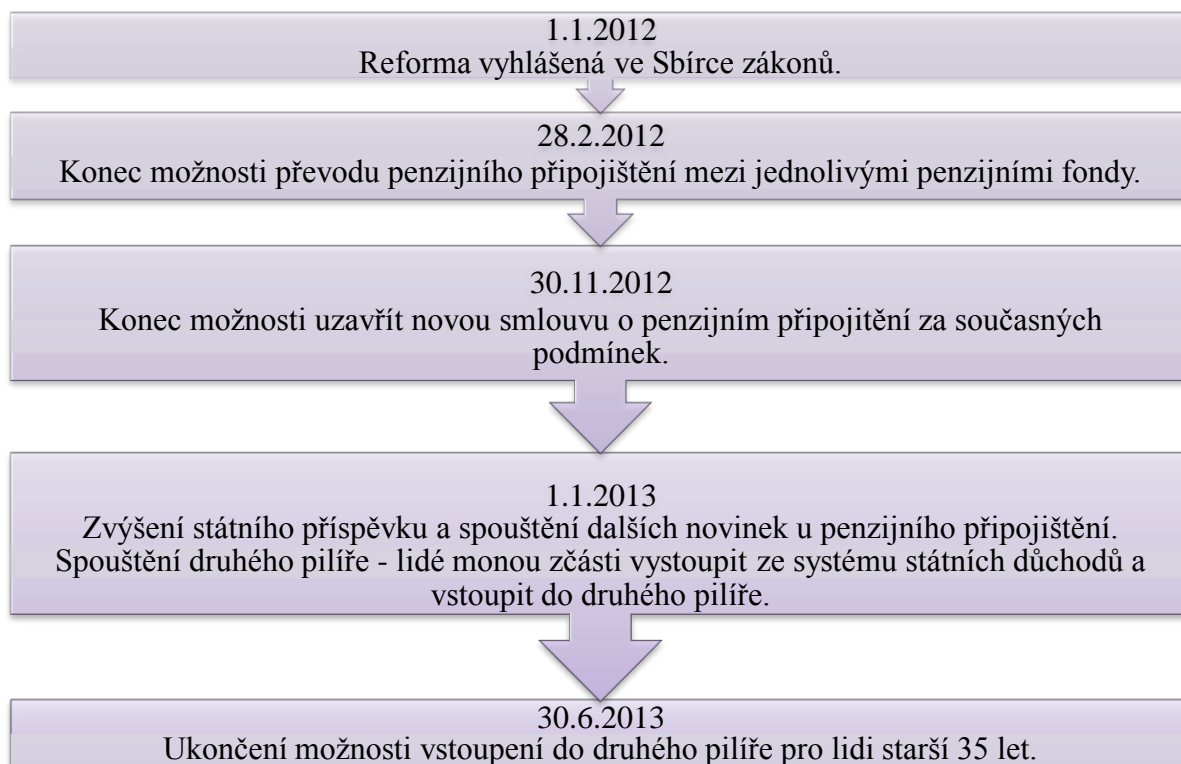 1.1.2012
Reforma vyhlášená ve Sbírce zákonů.
28.2.2012
Konec možnosti převodu penzijního připojištění mezi jednolivými penzijními fondy.
30.11.2012
Konec možnosti uzavřít novou smlouvu o penzijním připojitění za současných
podmínek.
1.1.2013
Zvýšení státního příspěvku a spouštění dalších novinek u penzijního připojištění.
Spouštění druhého pilíře - lidé monou zčásti vystoupit ze systému státních důchodů a
vstoupit do druhého pilíře.
30.6.2013
Ukončení možnosti vstoupení do druhého pilíře pro lidi starší 35 let.